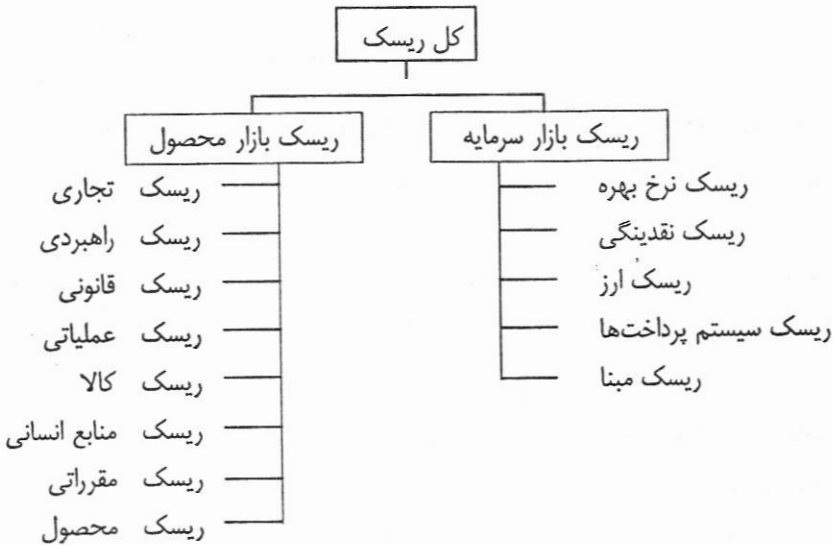 کل ریسک
ریسک بازار سرمایه
ریسک نرخ بهره
ریسک نقدینگی
ریسک ارز
ریسک سیستم پرداخت‌ها
ریسک مبنا
ریسک بازار محصول
ریسک تجاری
ریسک راهبردی
ریسک قانونی
ریسک عملیاتی
ریسک کالا
ریسک منابع انسانی
ریسک مقرراتی
ریسک محصول